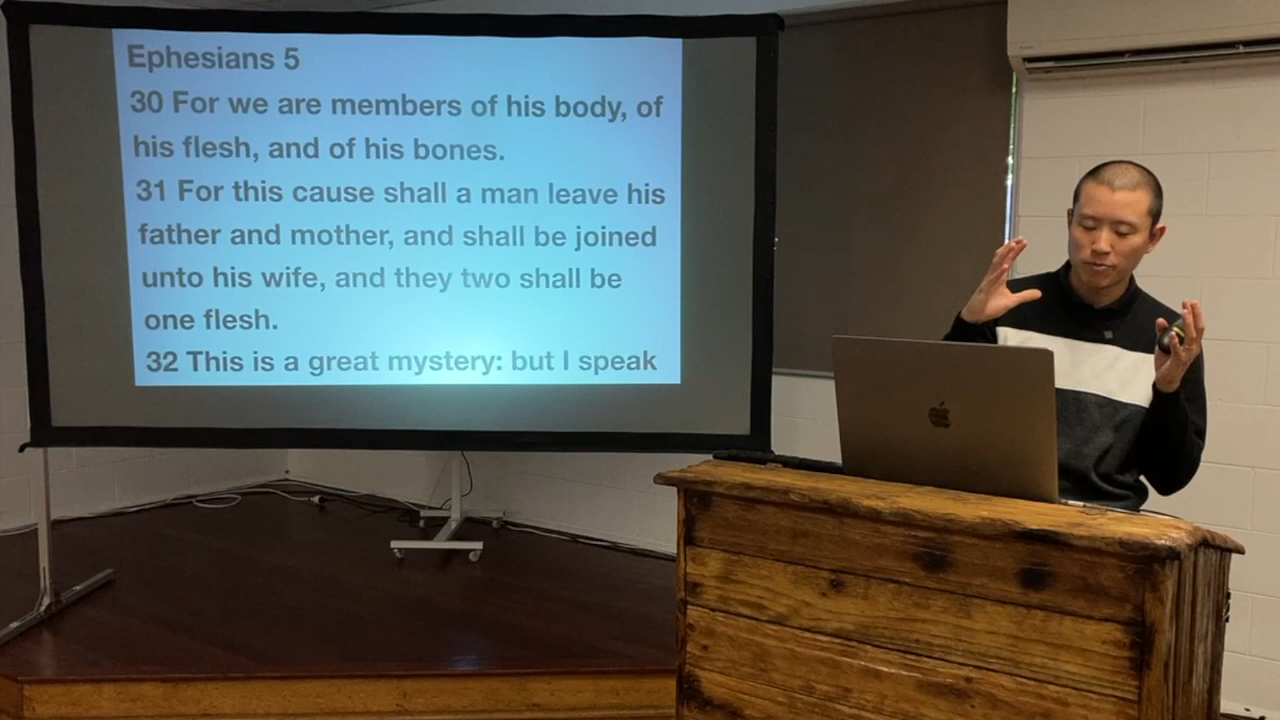 Ephesians 5
30 For we are members of his body, of
his flesh, and of his bones.
31 For this cause shall a man leave his
father and mother, and shall be joined
unto his wife, and they two shall be
one flesh.
32 This is a great mystery: but I speak